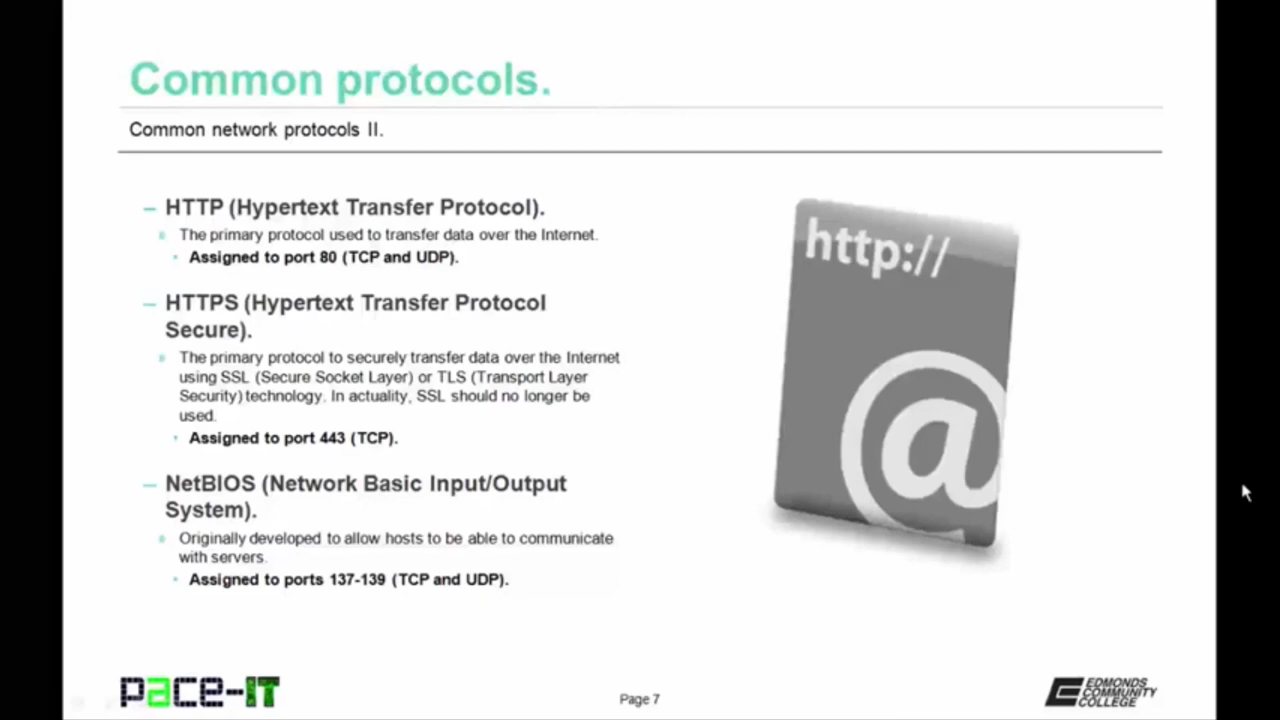 Common protocols.
Common network protocols II.
– HTTP (Hypertext Transfer Protocol).
» The primary protocol used to transfer data over the Internet.
· Assigned to port 80 (TCP and UDP).
– HTTPS (Hypertext Transfer Protocol
Secure).
» The primary protocol to securely transfer data over the Internet
using SSL (Secure Socket Layer) or TLS (Transport Layer
Security) technology. In actuality, SSL should no longer be
used.
· Assigned to port 443 (TCP).
– NetBIOS (Network Basic Input/Output
System).
» Originally developed to allow hosts to be able to communicate
with servers.
· Assigned to ports 137-139 (TCP and UDP).
http://
@
pace-IT
Page 7
EDMONDS
COMMUNITY
COLLEGE